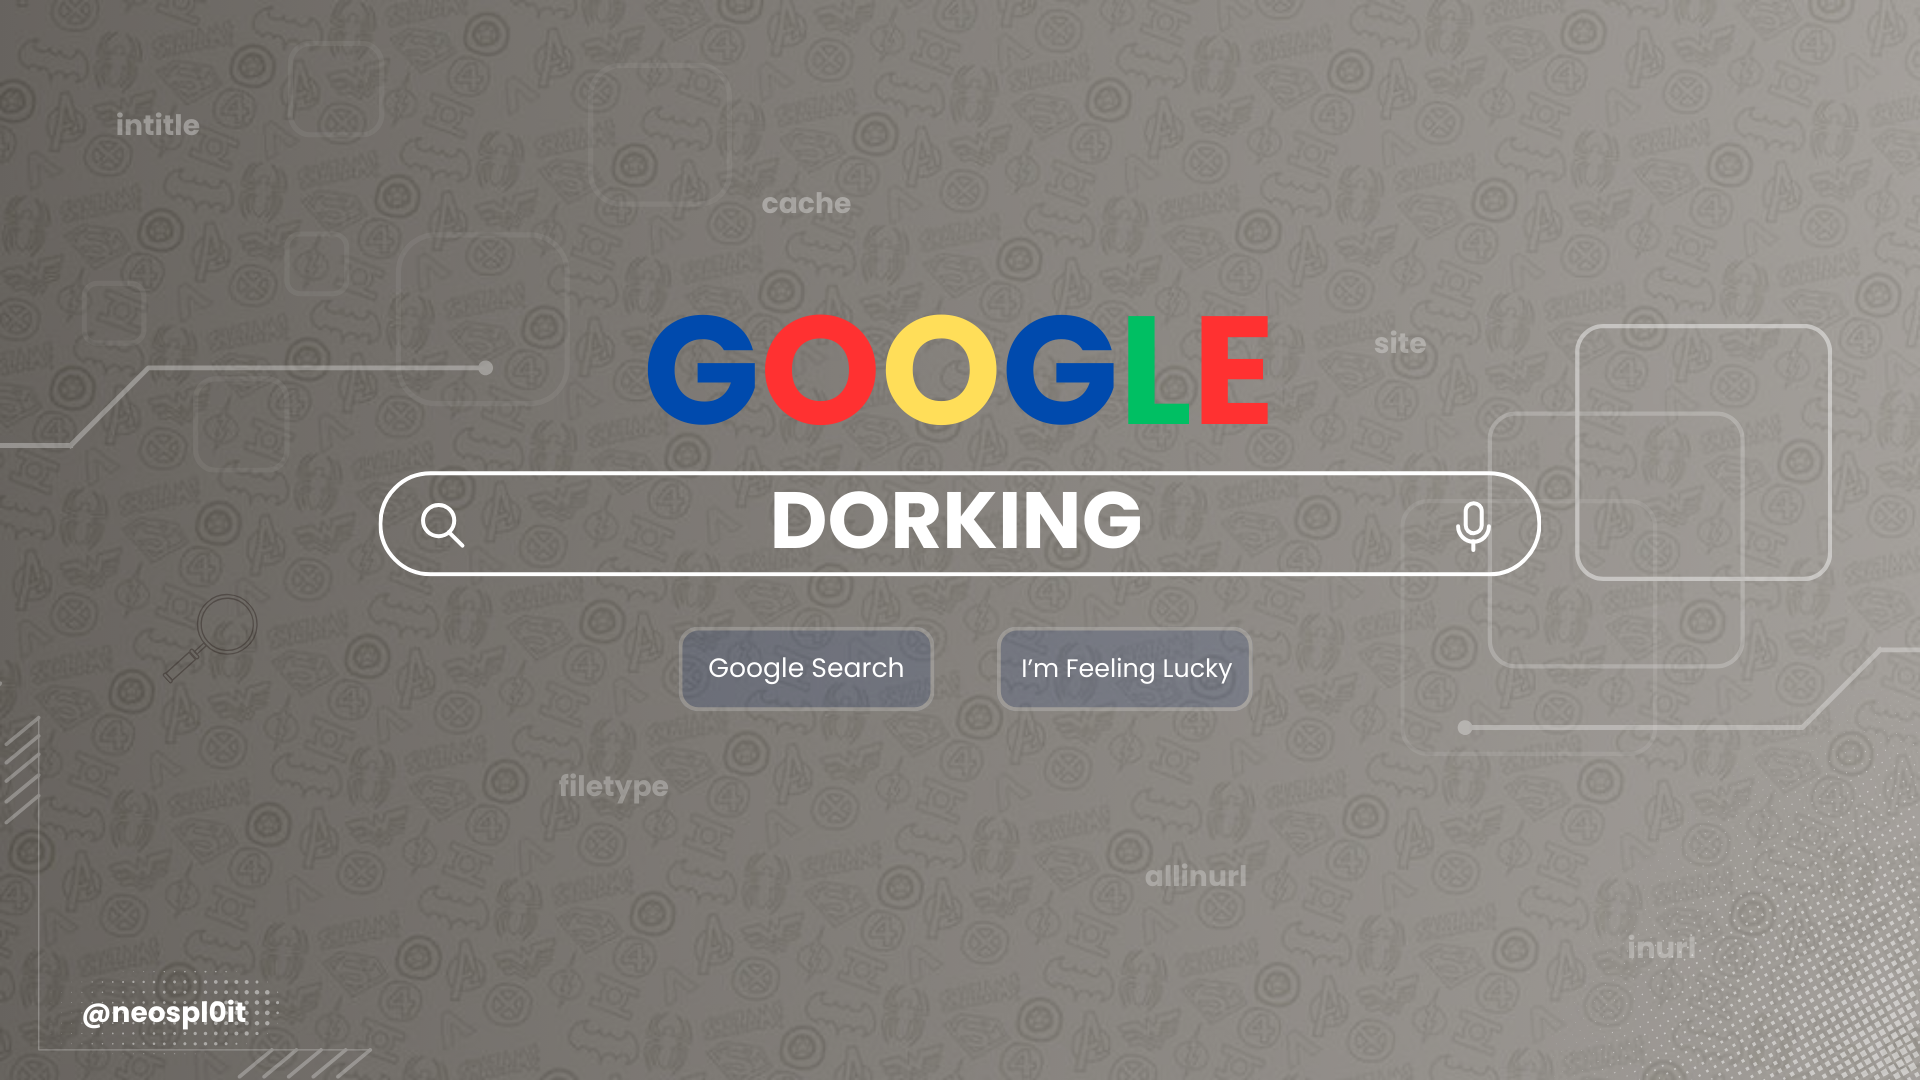 intitle
cache
GOOGLE
site
DORKING
Google Search
I'm Feeling Lucky
filetype
allinurl
inurl
@neospl0it